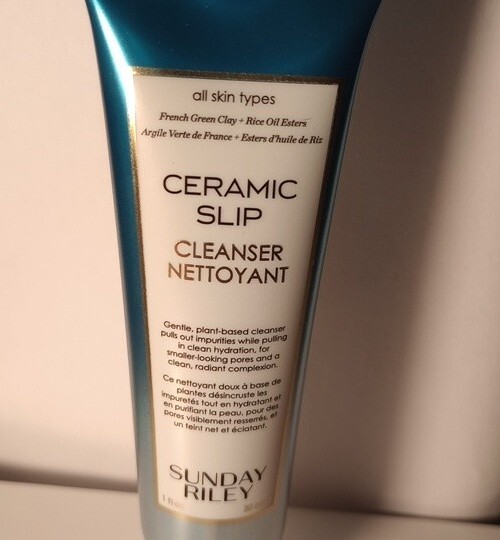 all skin types
French Green Clay + Rice Oil Esters
Argile Verte de France + Esters d'huile de Riz
CERAMIC
SLIP
CLEANSER
NETTOYANT
Gentle, plant-based cleanser
pulls out impurities while pulling
in clean hydration, for
smaller-looking pores and a
clean, radiant complexion.
Ce nettoyant doux à base de
plantes désincruste les
impuretés tout en hydratant et
en purifiant la peau, pour des
pores visiblement resserrés, et
un teint net et éclatant.
SUNDAY
RILEY